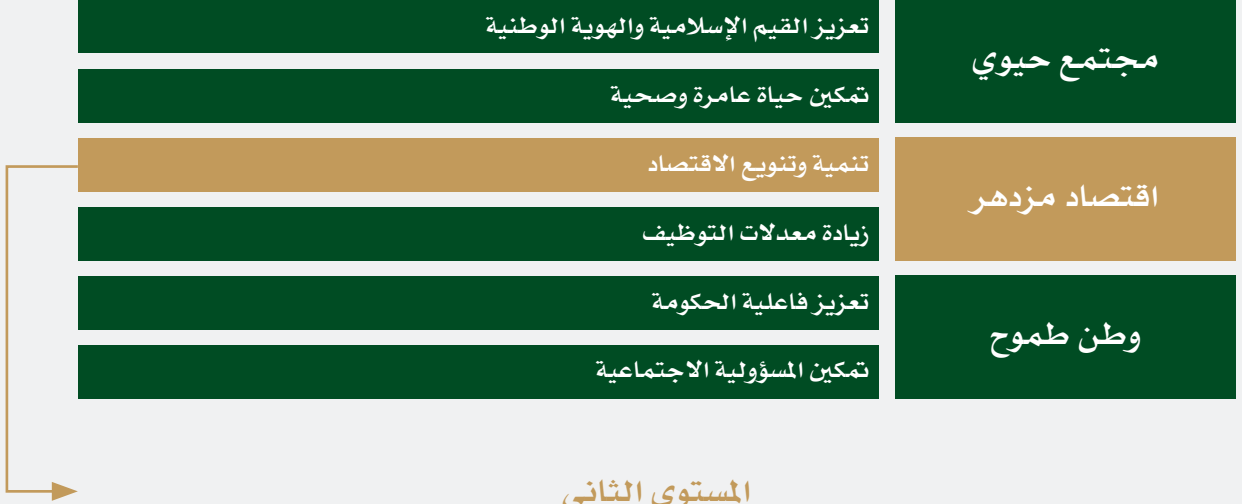 مجتمع حيوي
تعزيز القيم الإسلامية والهوية الوطنية
تمكين حياة عامرة وصحية
اقتصاد مزدهر
تنمية وتنويع الاقتصاد
زيادة معدلات التوظيف
وطن طموح
تعزيز فاعلية الحكومة
تمكين المسؤولية الاجتماعية
المستوى الثاني